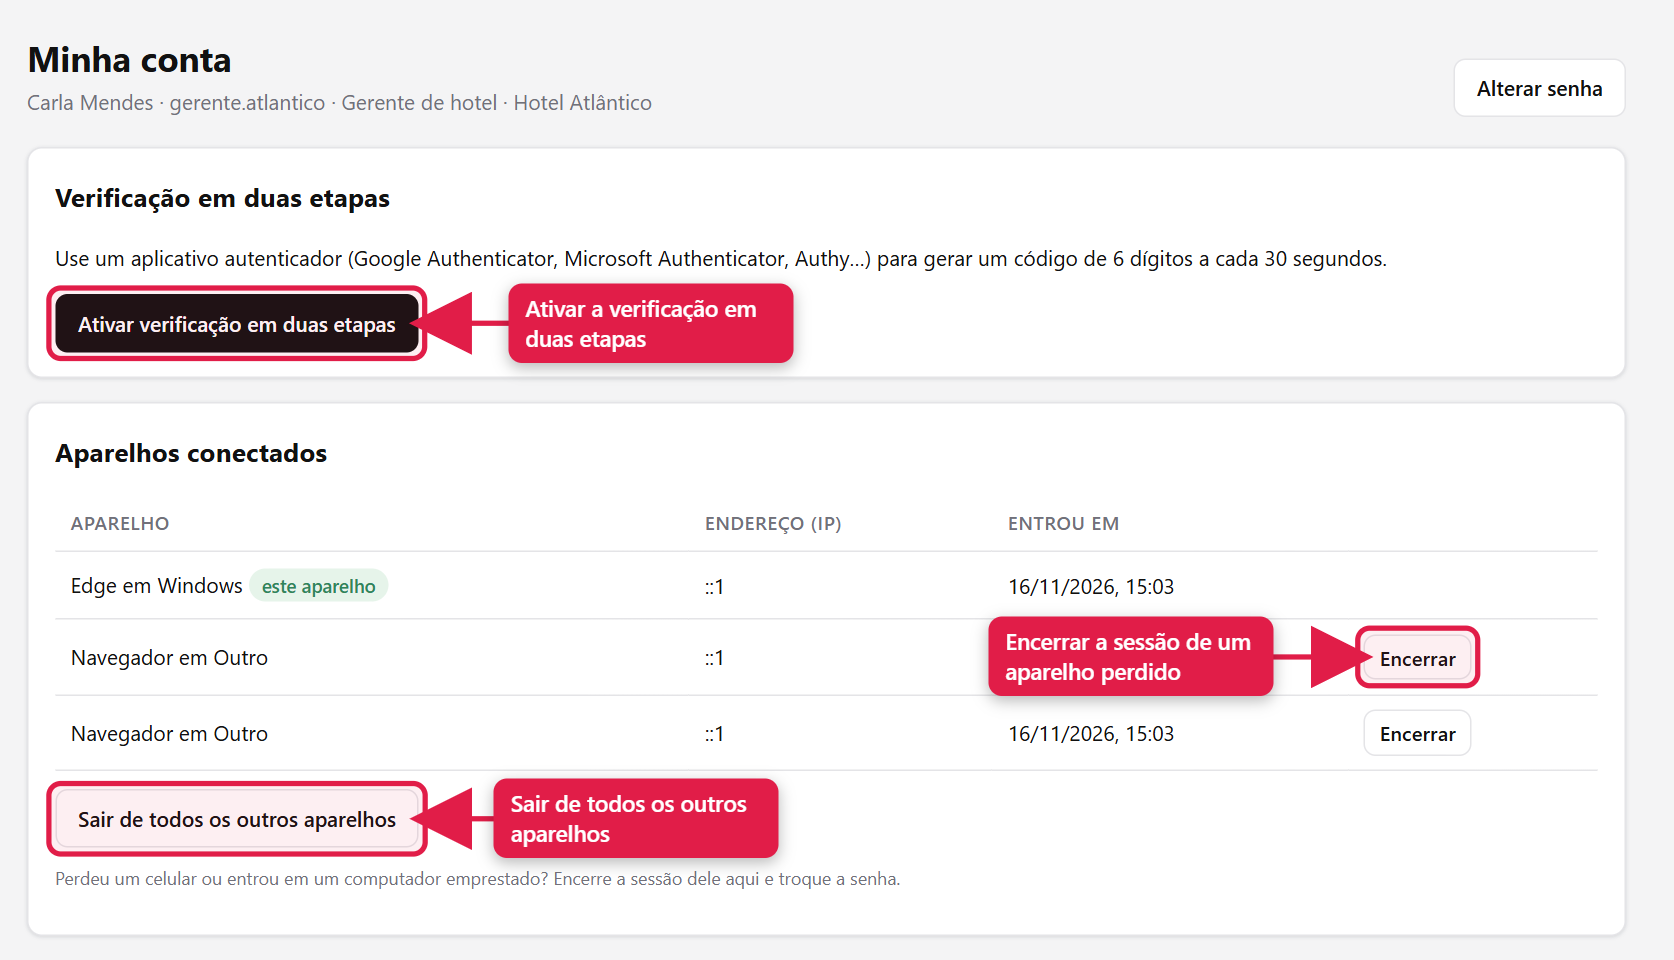 Minha conta
Carla Mendes · gerente.atlantico · Gerente de hotel · Hotel Atlântico
Alterar senha
Verificação em duas etapas
Use um aplicativo autenticador (Google Authenticator, Microsoft Authenticator, Authy...) para gerar um código de 6 dígitos a cada 30 segundos.
Ativar verificação em duas etapas
Ativar a verificação em
duas etapas
Aparelhos conectados
APARELHO ENDEREÇO (IP) ENTROU EM
Edge em Windows este aparelho ::1 16/11/2026, 15:03
Navegador em Outro ::1
Encerrar a sessão de um
aparelho perdido
Encerrar
Navegador em Outro ::1 16/11/2026, 15:03 Encerrar
Sair de todos os outros aparelhos
Sair de todos os outros
aparelhos
Perdeu um celular ou entrou em um computador emprestado? Encerre a sessão dele aqui e troque a senha.